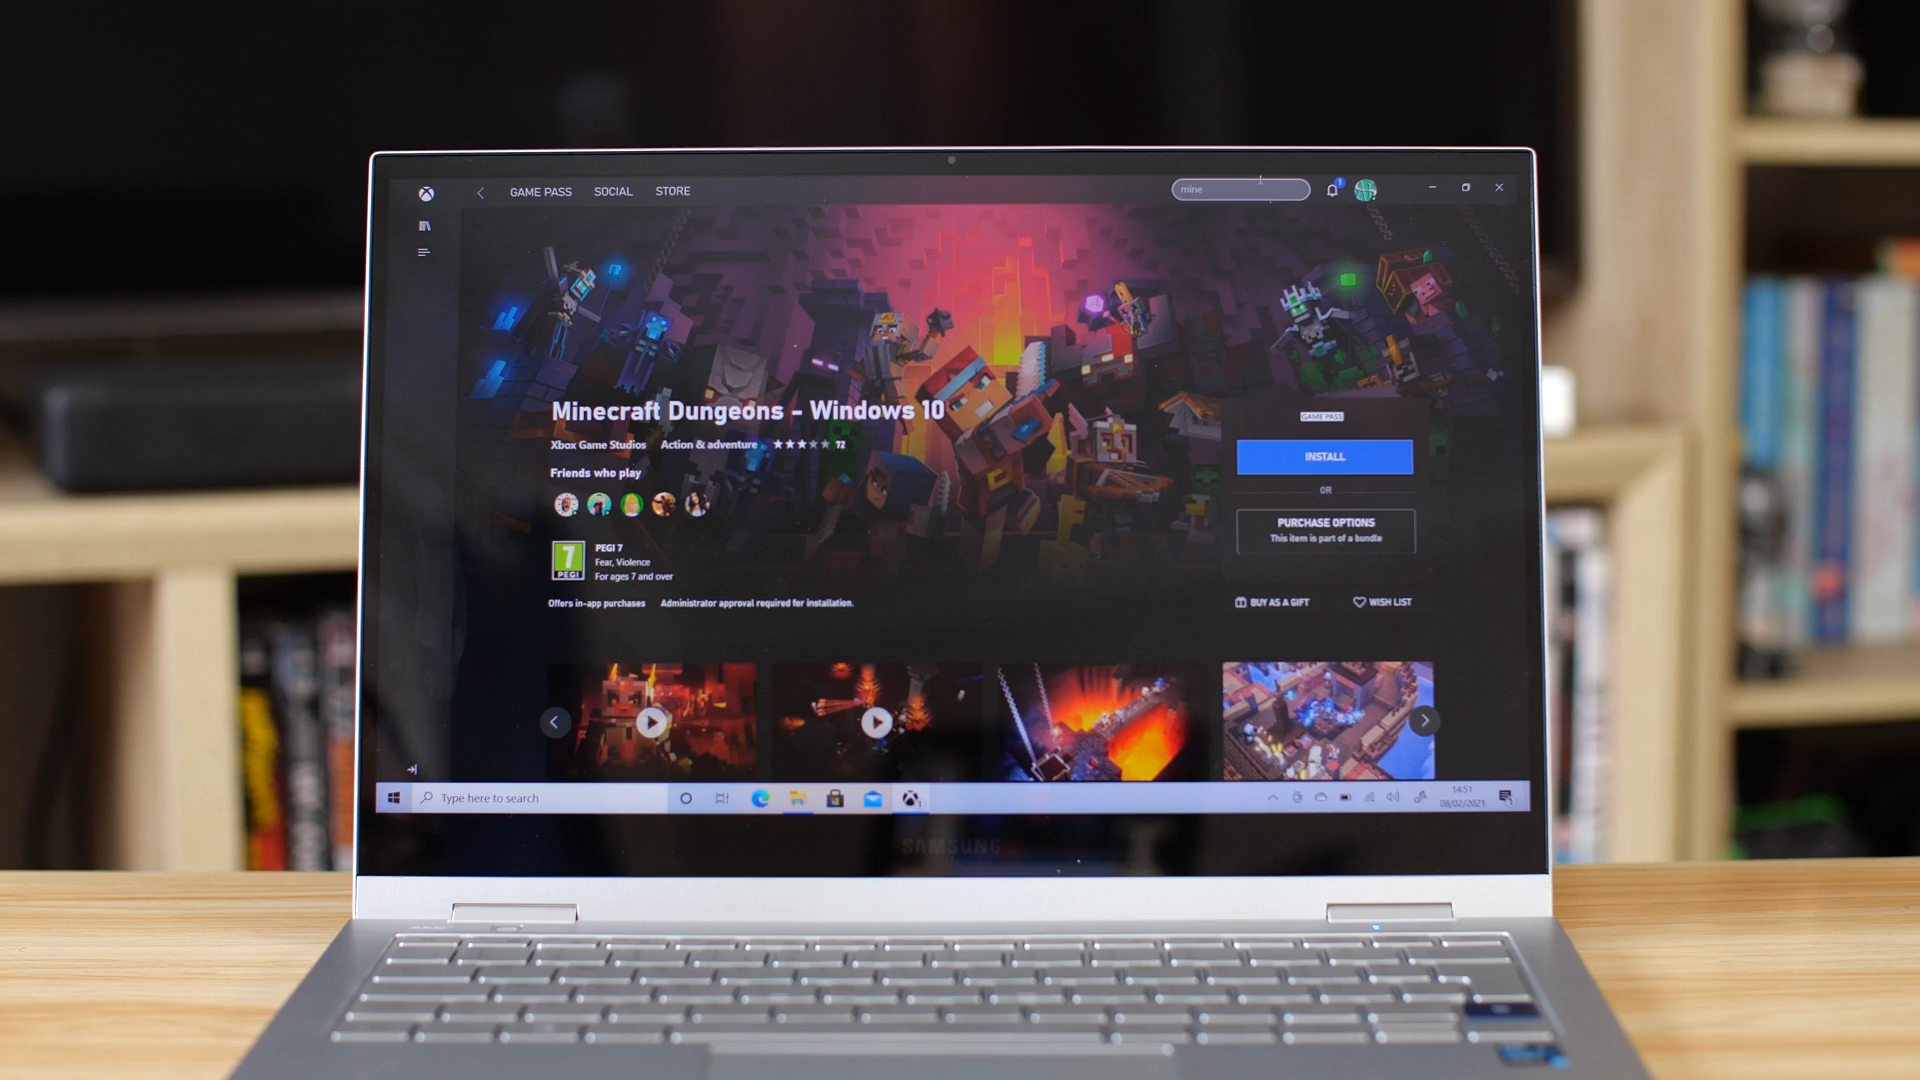 GAME PASS SOCIAL STORE mine 1
Minecraft Dungeons - Windows 10
Xbox Game Studios Action & adventure 72
Friends who play
GAME PASS
INSTALL
OR
PURCHASE OPTIONS
This item is part of a bundle
7
PEGI
PEGI 7
Fear, Violence
For ages 7 and over
Offers in-app purchases Administrator approval required for installation.
BUY AS A GIFT WISH LIST
Type here to search
14:51
08/02/2021
SAMSUNG